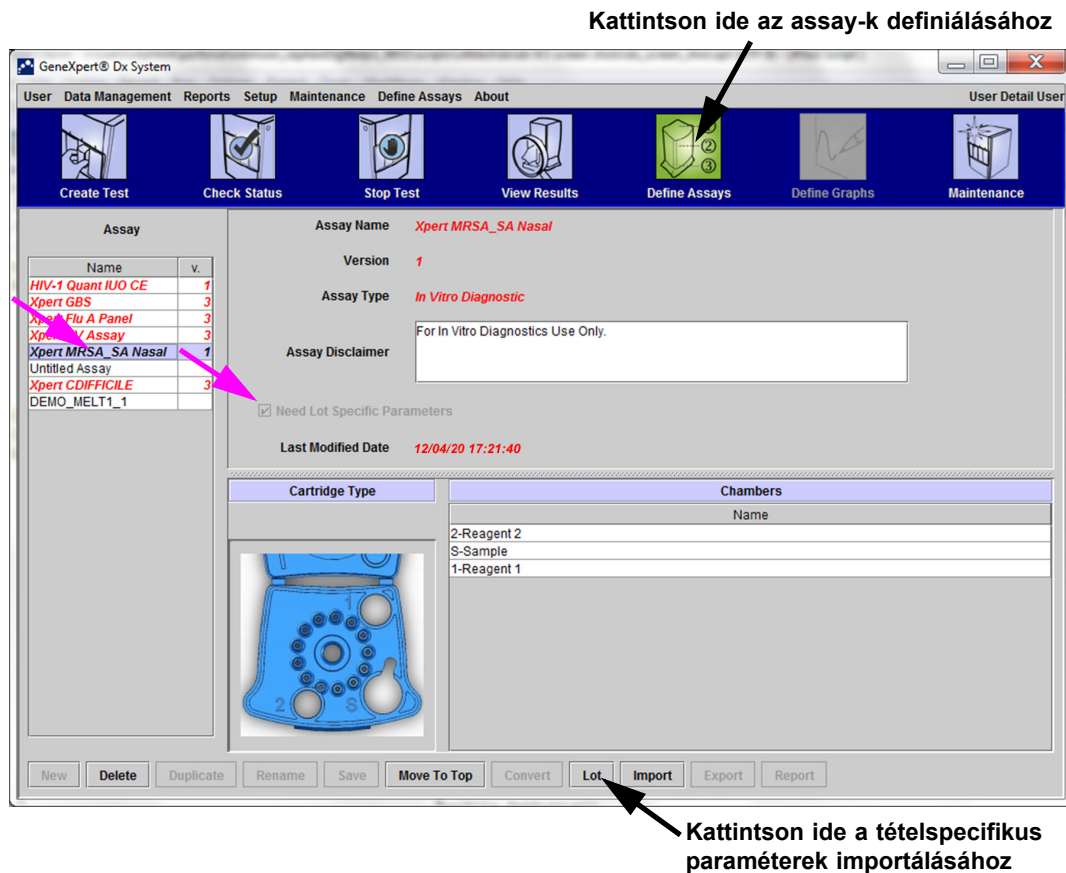 Kattintson ide az assay-k definiálásához
GeneXpert® Dx System
User Data Management Reports Setup Maintenance Define Assays About User Detail User
Create Test Check Status Stop Test View Results Define Assays Define Graphs Maintenance
Assay
Name v.
HIV-1 Quant IUO CE 1
Xpert GBS 3
Xpert Flu A Panel 3
Assay 3
Xpert MRSA_SA Nasal 1
Untitled Assay
Xpert CDIFFICILE 3
DEMO_MELT1_1
Assay Name Xpert MRSA_SA Nasal
Version 1
Assay Type In Vitro Diagnostic
Assay Disclaimer For In Vitro Diagnostics Use Only.
Need Lot Specific Parameters
Last Modified Date 12/04/20 17:21:40
Cartridge Type
1
2 S
Chambers
Name
2-Reagent 2
S-Sample
1-Reagent 1
New Delete Duplicate Rename Save Move To Top Convert Lot Import Export Report
Kattintson ide a tételspecifikus
paraméterek importálásához